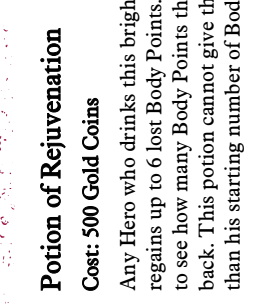 Potion of Rejuvenation
Cost: 500 Gold Coins
Any Hero who drinks this brigh
regains up to 6 lost Body Points.
to see how many Body Points th
back. This potion cannot give th
than his starting number of Bod